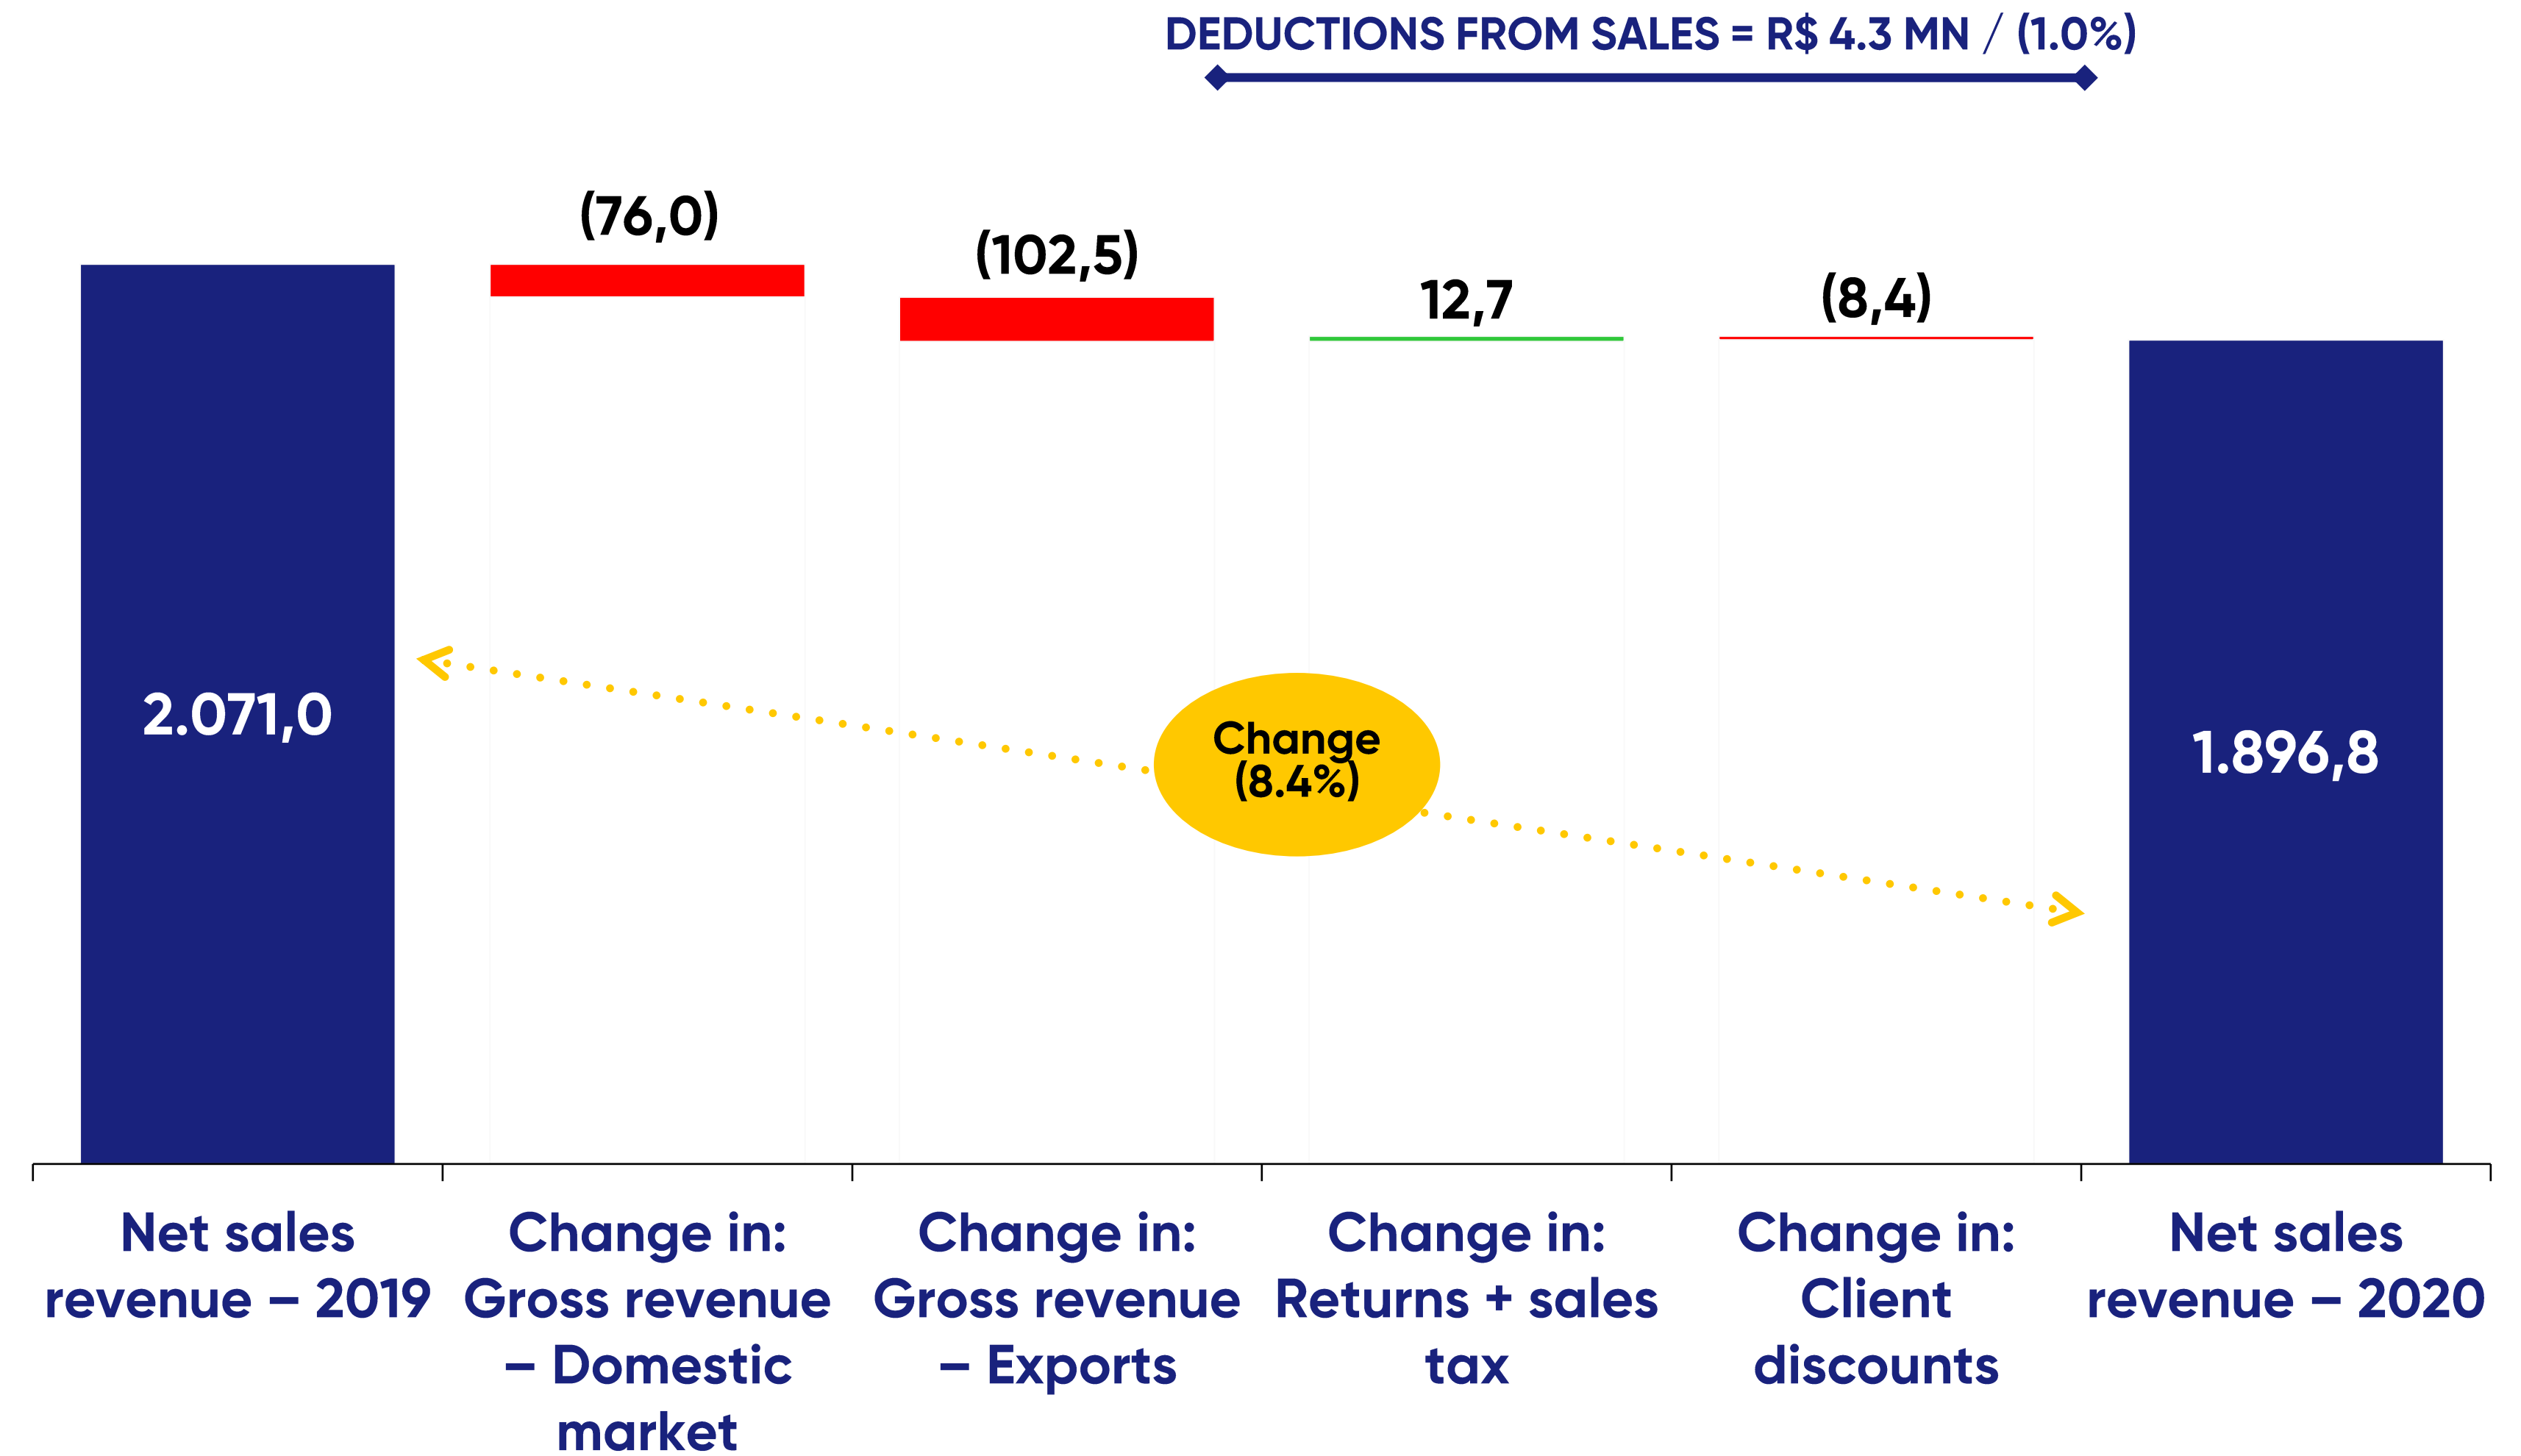 DEDUCTIONS FROM SALES = R$ 4.3 MN / (1.0%)
(76,0)
(102,5)
12,7
(8,4)
2.071,0
Change
(8.4%)
1.896,8
Net sales
revenue – 2019
Change in:
Gross revenue
– Domestic
market
Change in:
Gross revenue
– Exports
Change in:
Returns + sales
tax
Change in:
Client
discounts
Net sales
revenue – 2020